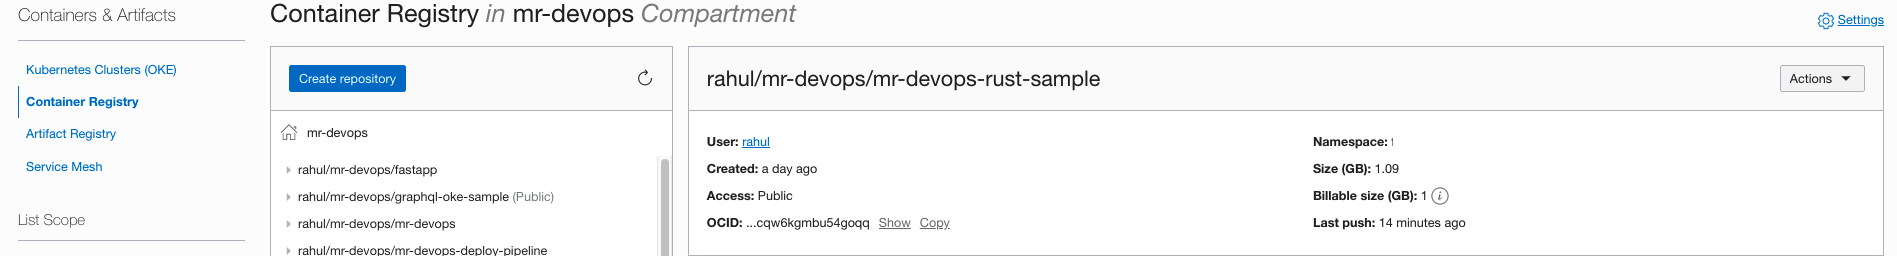 Containers & Artifacts
Kubernetes Clusters (OKE)
Container Registry
Artifact Registry
Service Mesh
List Scope
Container Registry in mr-devops Compartment
Settings
Create repository
mr-devops
rahul/mr-devops/fastapp
rahul/mr-devops/graphql-oke-sample (Public)
rahul/mr-devops/mr-devops
rahul/mr-devops/mr-devops-deploy-pipeline
rahul/mr-devops/mr-devops-rust-sample
Actions
User: rahul
Created: a day ago
Access: Public
OCID: ...cqw6kgmbu54goqq Show Copy
Namespace:
Size (GB): 1.09
Billable size (GB): 1
Last push: 14 minutes ago